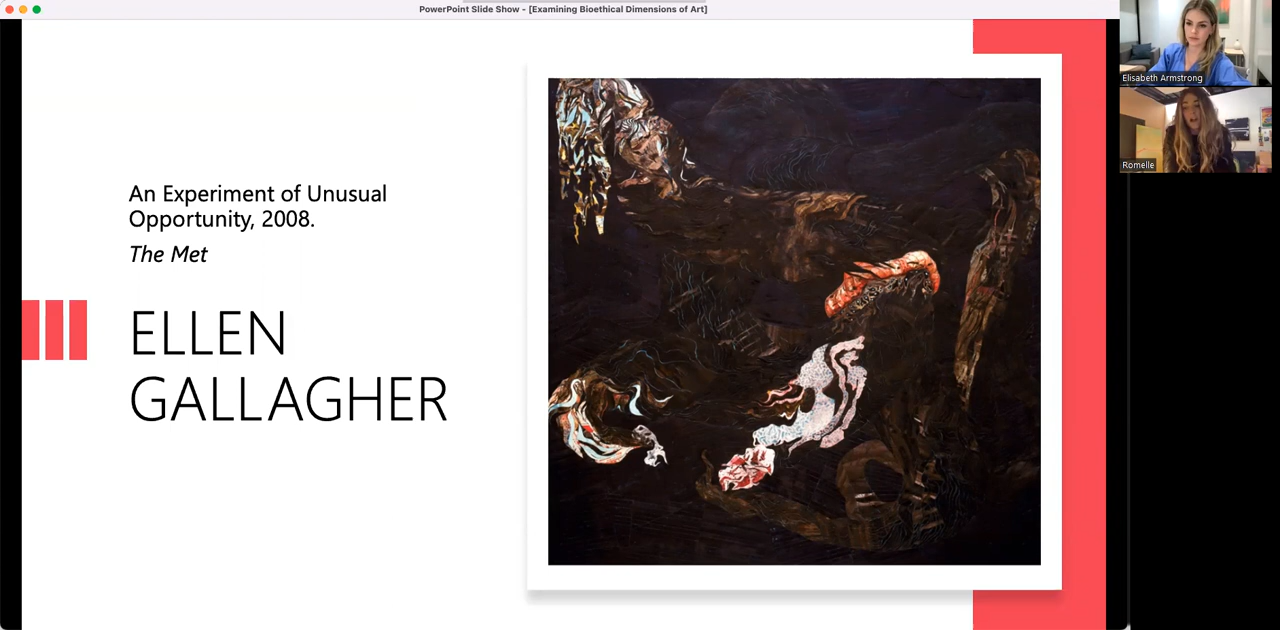 PowerPoint Slide Show - [Examining Bioethical Dimensions of Art]
Elisabeth Armstrong
Romelle
An Experiment of Unusual
Opportunity, 2008.
The Met
ELLEN
GALLAGHER